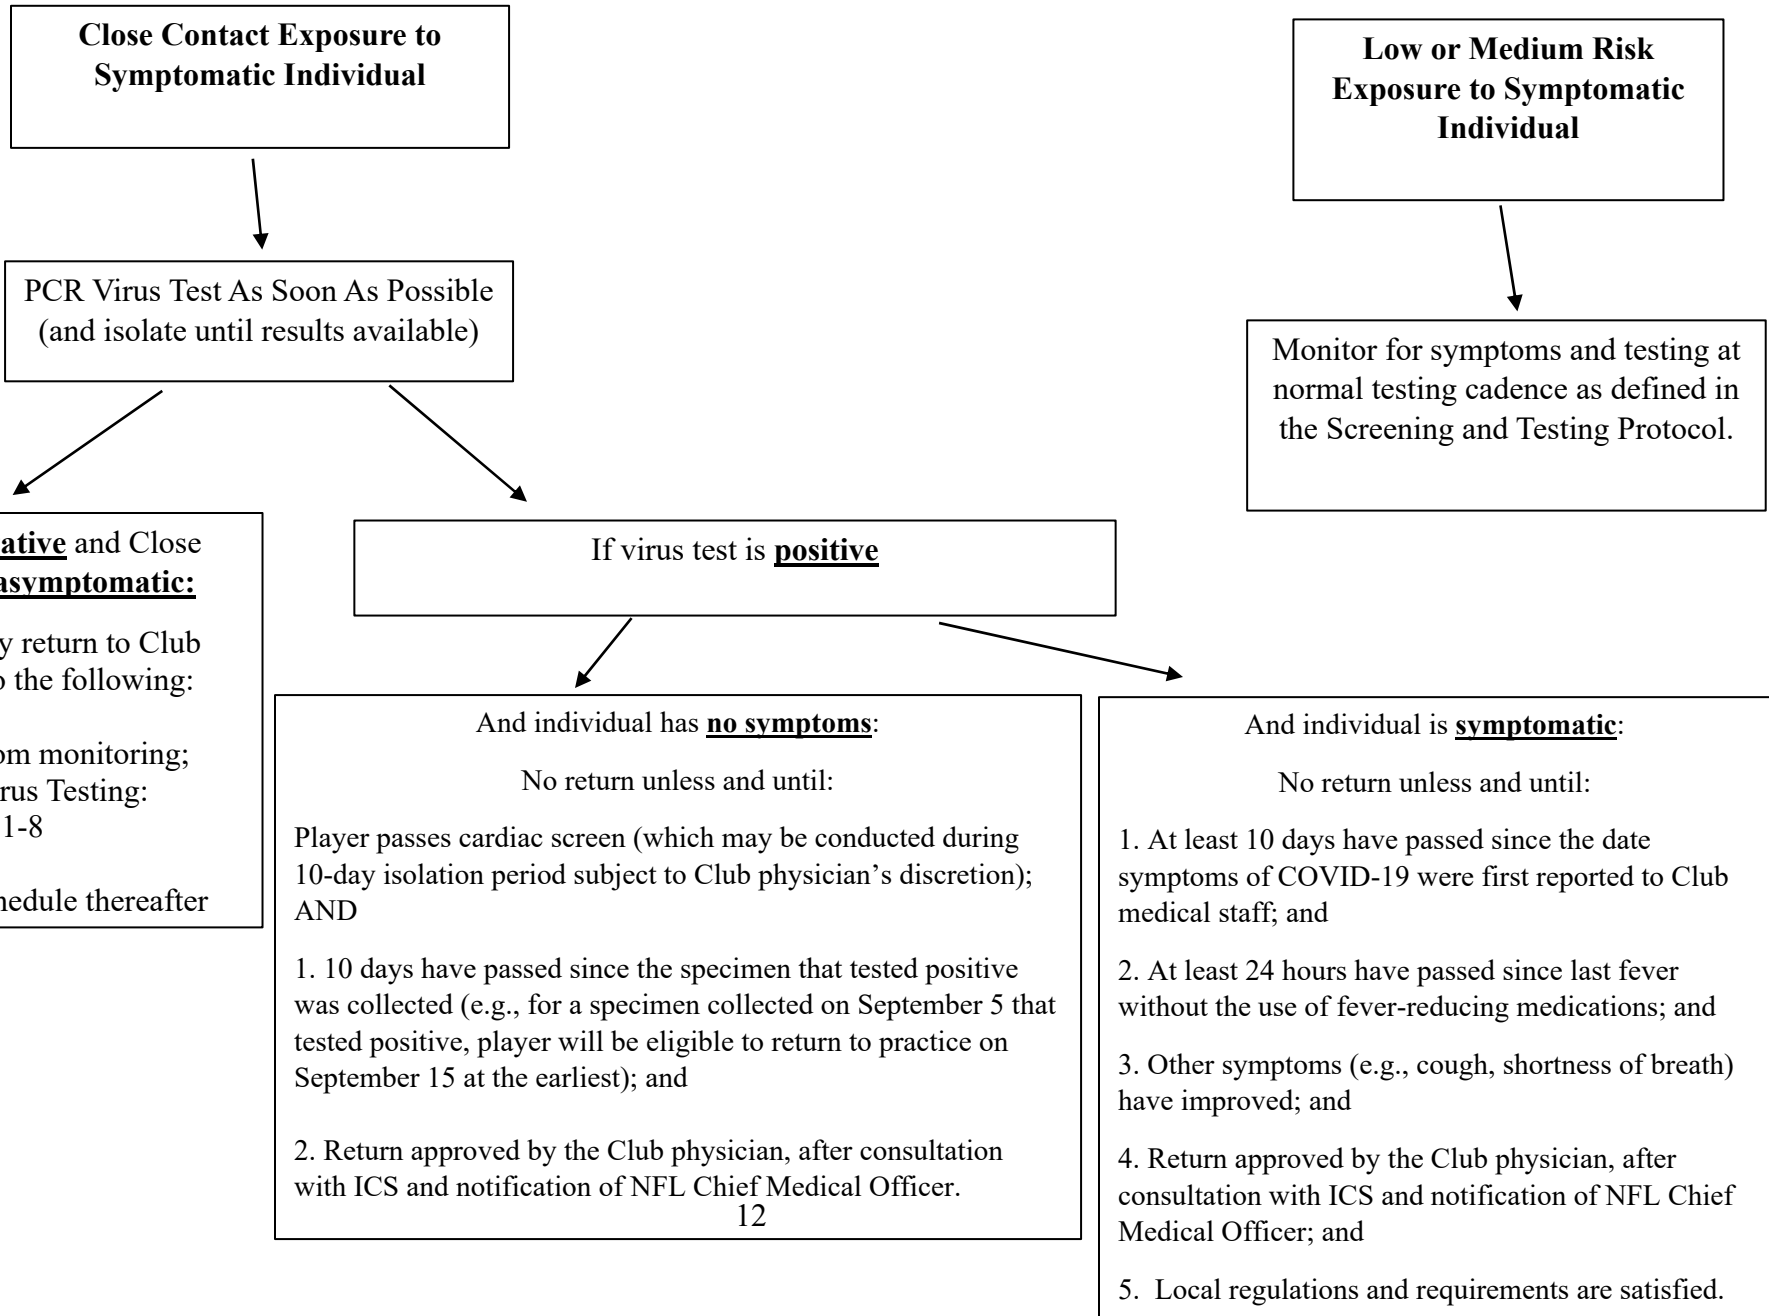 Close Contact Exposure to
Symptomatic Individual
Low or Medium Risk
Exposure to Symptomatic
Individual
PCR Virus Test As Soon As Possible
(and isolate until results available)
Monitor for symptoms and testing at
normal testing cadence as defined in
the Screening and Testing Protocol.
ative and Close
asymptomatic:
y return to Club
o the following:
om monitoring;
rus Testing:
1-8
hedule thereafter
If virus test is positive
And individual has no symptoms:
No return unless and until:
Player passes cardiac screen (which may be conducted during
10-day isolation period subject to Club physician’s discretion);
AND
1. 10 days have passed since the specimen that tested positive
was collected (e.g., for a specimen collected on September 5 that
tested positive, player will be eligible to return to practice on
September 15 at the earliest); and
2. Return approved by the Club physician, after consultation
with ICS and notification of NFL Chief Medical Officer.
12
And individual is symptomatic:
No return unless and until:
1. At least 10 days have passed since the date
symptoms of COVID-19 were first reported to Club
medical staff; and
2. At least 24 hours have passed since last fever
without the use of fever-reducing medications; and
3. Other symptoms (e.g., cough, shortness of breath)
have improved; and
4. Return approved by the Club physician, after
consultation with ICS and notification of NFL Chief
Medical Officer; and
5. Local regulations and requirements are satisfied.